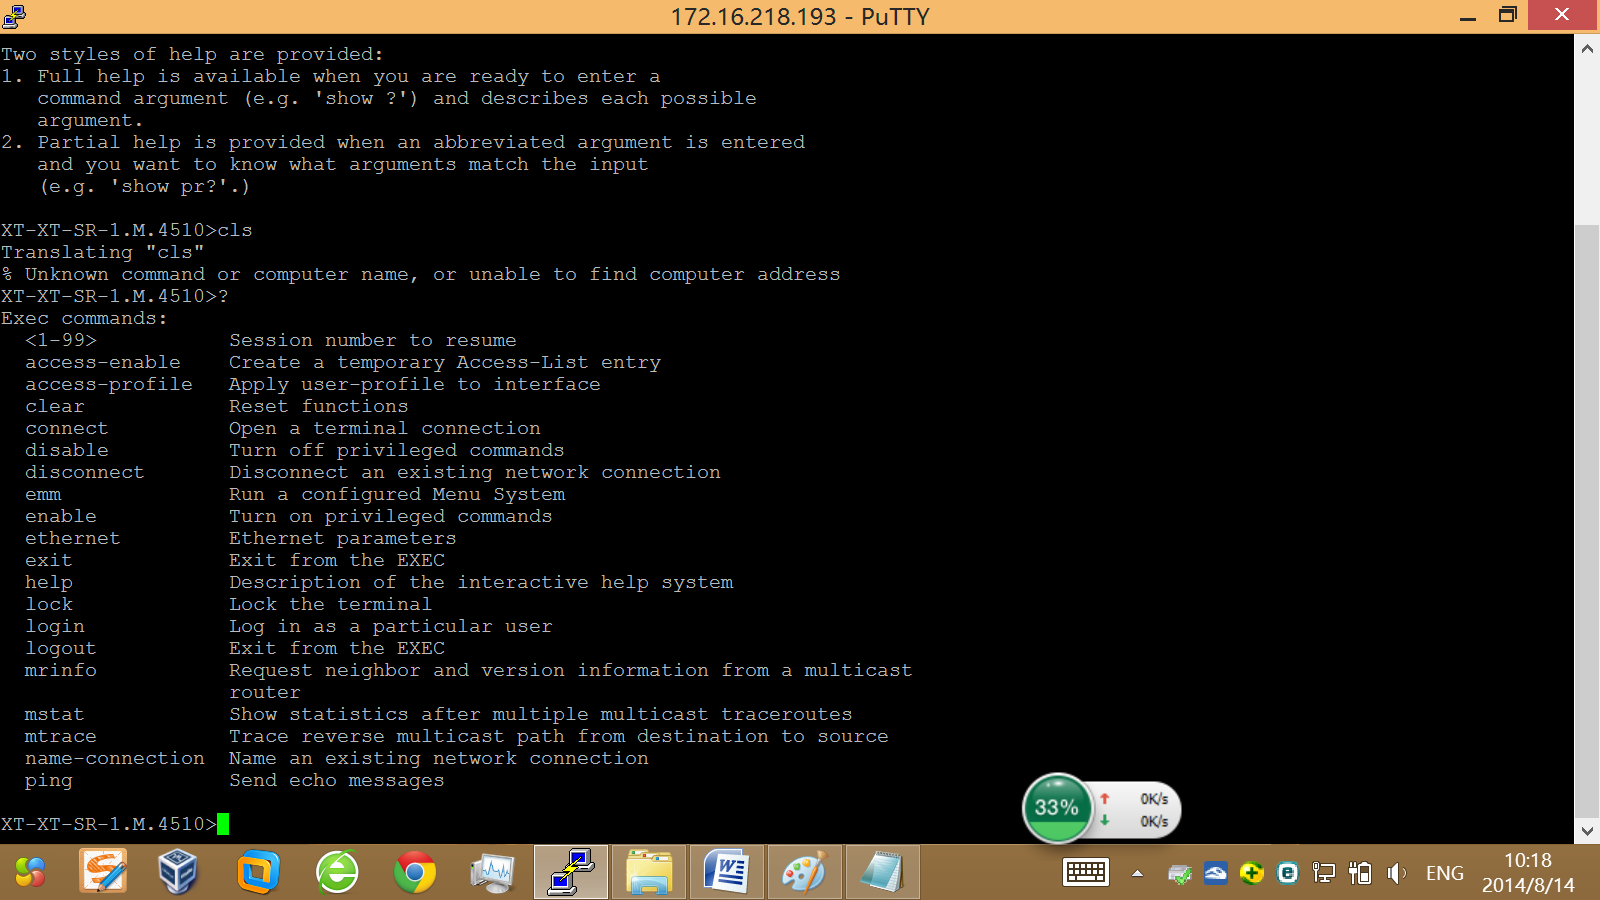 172.16.218.193 - PuTTY
Two styles of help are provided:
1. Full help is available when you are ready to enter a
command argument (e.g. 'show ?') and describes each possible
argument.
2. Partial help is provided when an abbreviated argument is entered
and you want to know what arguments match the input
(e.g. 'show pr?'.)
XT-XT-SR-1.M.4510>cls
Translating "cls"
% Unknown command or computer name, or unable to find computer address
XT-XT-SR-1.M.4510>?
Exec commands:
<1-99> Session number to resume
access-enable Create a temporary Access-List entry
access-profile Apply user-profile to interface
clear Reset functions
connect Open a terminal connection
disable Turn off privileged commands
disconnect Disconnect an existing network connection
emm Run a configured Menu System
enable Turn on privileged commands
ethernet Ethernet parameters
exit Exit from the EXEC
help Description of the interactive help system
lock Lock the terminal
login Log in as a particular user
logout Exit from the EXEC
mrinfo Request neighbor and version information from a multicast
router
mstat Show statistics after multiple multicast traceroutes
mtrace Trace reverse multicast path from destination to source
name-connection Name an existing network connection
ping Send echo messages
XT-XT-SR-1.M.4510>
33% 0K/s
0K/s
ENG 10:18
2014/8/14